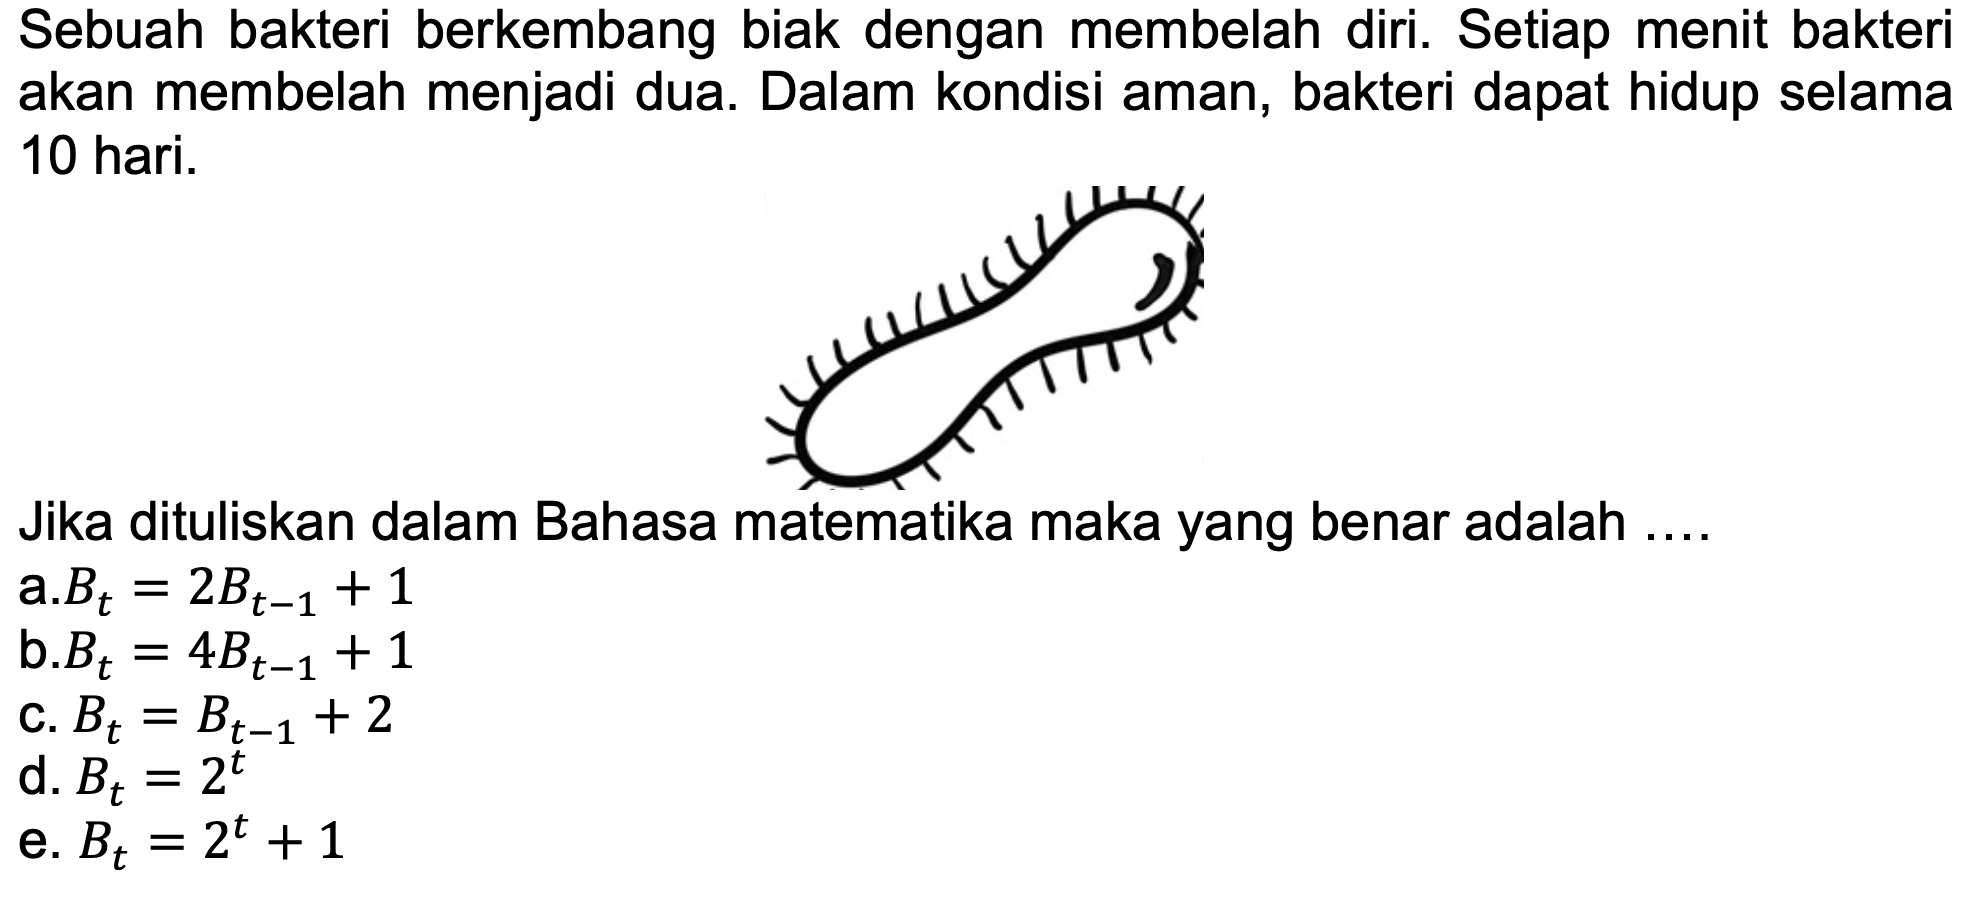 Sebuah bakteri berkembang biak dengan membelah diri. Setiap menit bakteri
akan membelah menjadi dua. Dalam kondisi aman, bakteri dapat hidup selama
10 hari.
Jika dituliskan dalam Bahasa matematika maka yang benar adalah ....
a. $B_t = 2B_{t-1} + 1$
b. $B_t = 4B_{t-1} + 1$
c. $B_t = B_{t-1} + 2$
d. $B_t = 2^t$
e. $B_t = 2^t + 1$